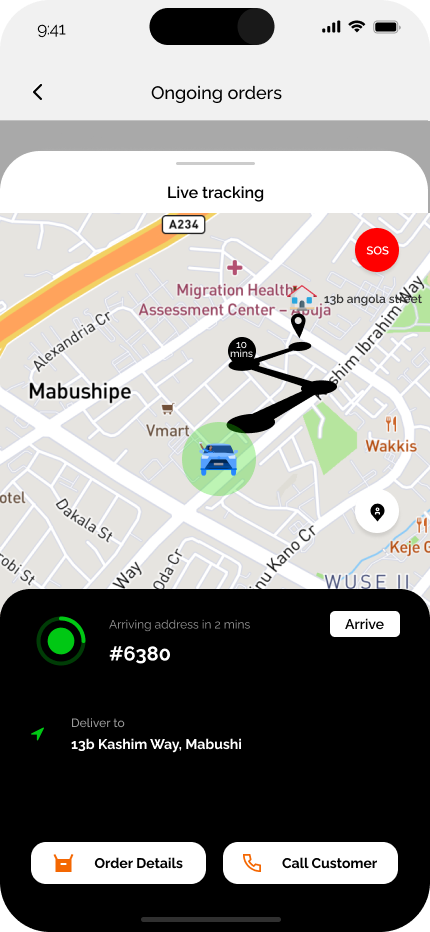 9:41
Ongoing orders
Live tracking
A234
SOS
Migration Health
Assessment Center – Abuja
13b angola street
Alexandria Cr
10
mins
Kashim Ibrahim Way
Mabushipe
Vmart
Wakkis
otel
Dakala St
Keje G
obi St
Way
Oda Cr
inu Kano Cr
WUSE II
Arriving address in 2 mins
Arrive
#6380
Deliver to
13b Kashim Way, Mabushi
Order Details
Call Customer